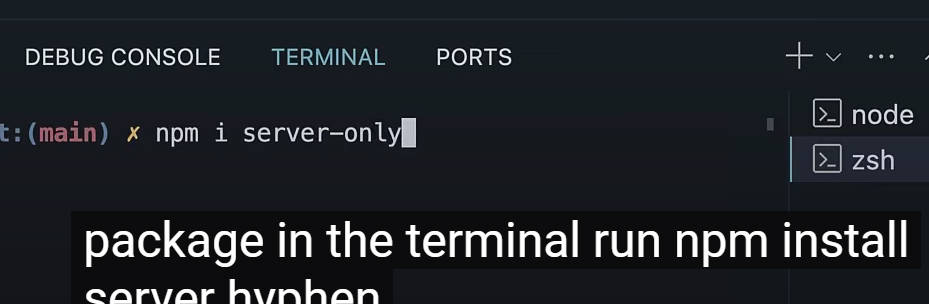 DEBUG CONSOLE TERMINAL PORTS
node
t:(main) ✗ npm i server-only
zsh
package in the terminal run npm install
server hyphen